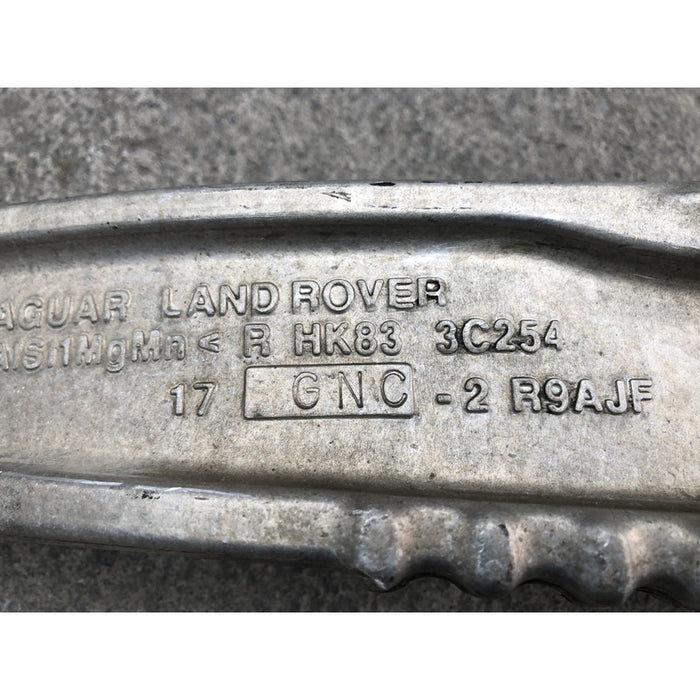 AGUAR LAND ROVER
AlSi1MgMn < R HK83 3C254
17 GNC - 2 R9AJF